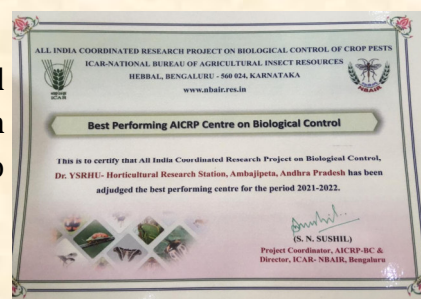 ALL INDIA COORDINATED RESEARCH PROJECT ON BIOLOGICAL CONTROL OF CROP PESTS
ICAR-NATIONAL BUREAU OF AGRICULTURAL INSECT RESOURCES
HEBBAL, BENGALURU - 560 024, KARNATAKA
www.nbair.res.in
ICAR
NBAIR
Best Performing AICRP Centre on Biological Control
This is to certify that All India Coordinated Research Project on Biological Control,
Dr. YSRHU- Horticultural Research Station, Ambajipeta, Andhra Pradesh has been
adjudged the best performing centre for the period 2021-2022.
(S. N. SUSHIL)
Project Coordinator, AICRP-BC &
Director, ICAR- NBAIR, Bengaluru